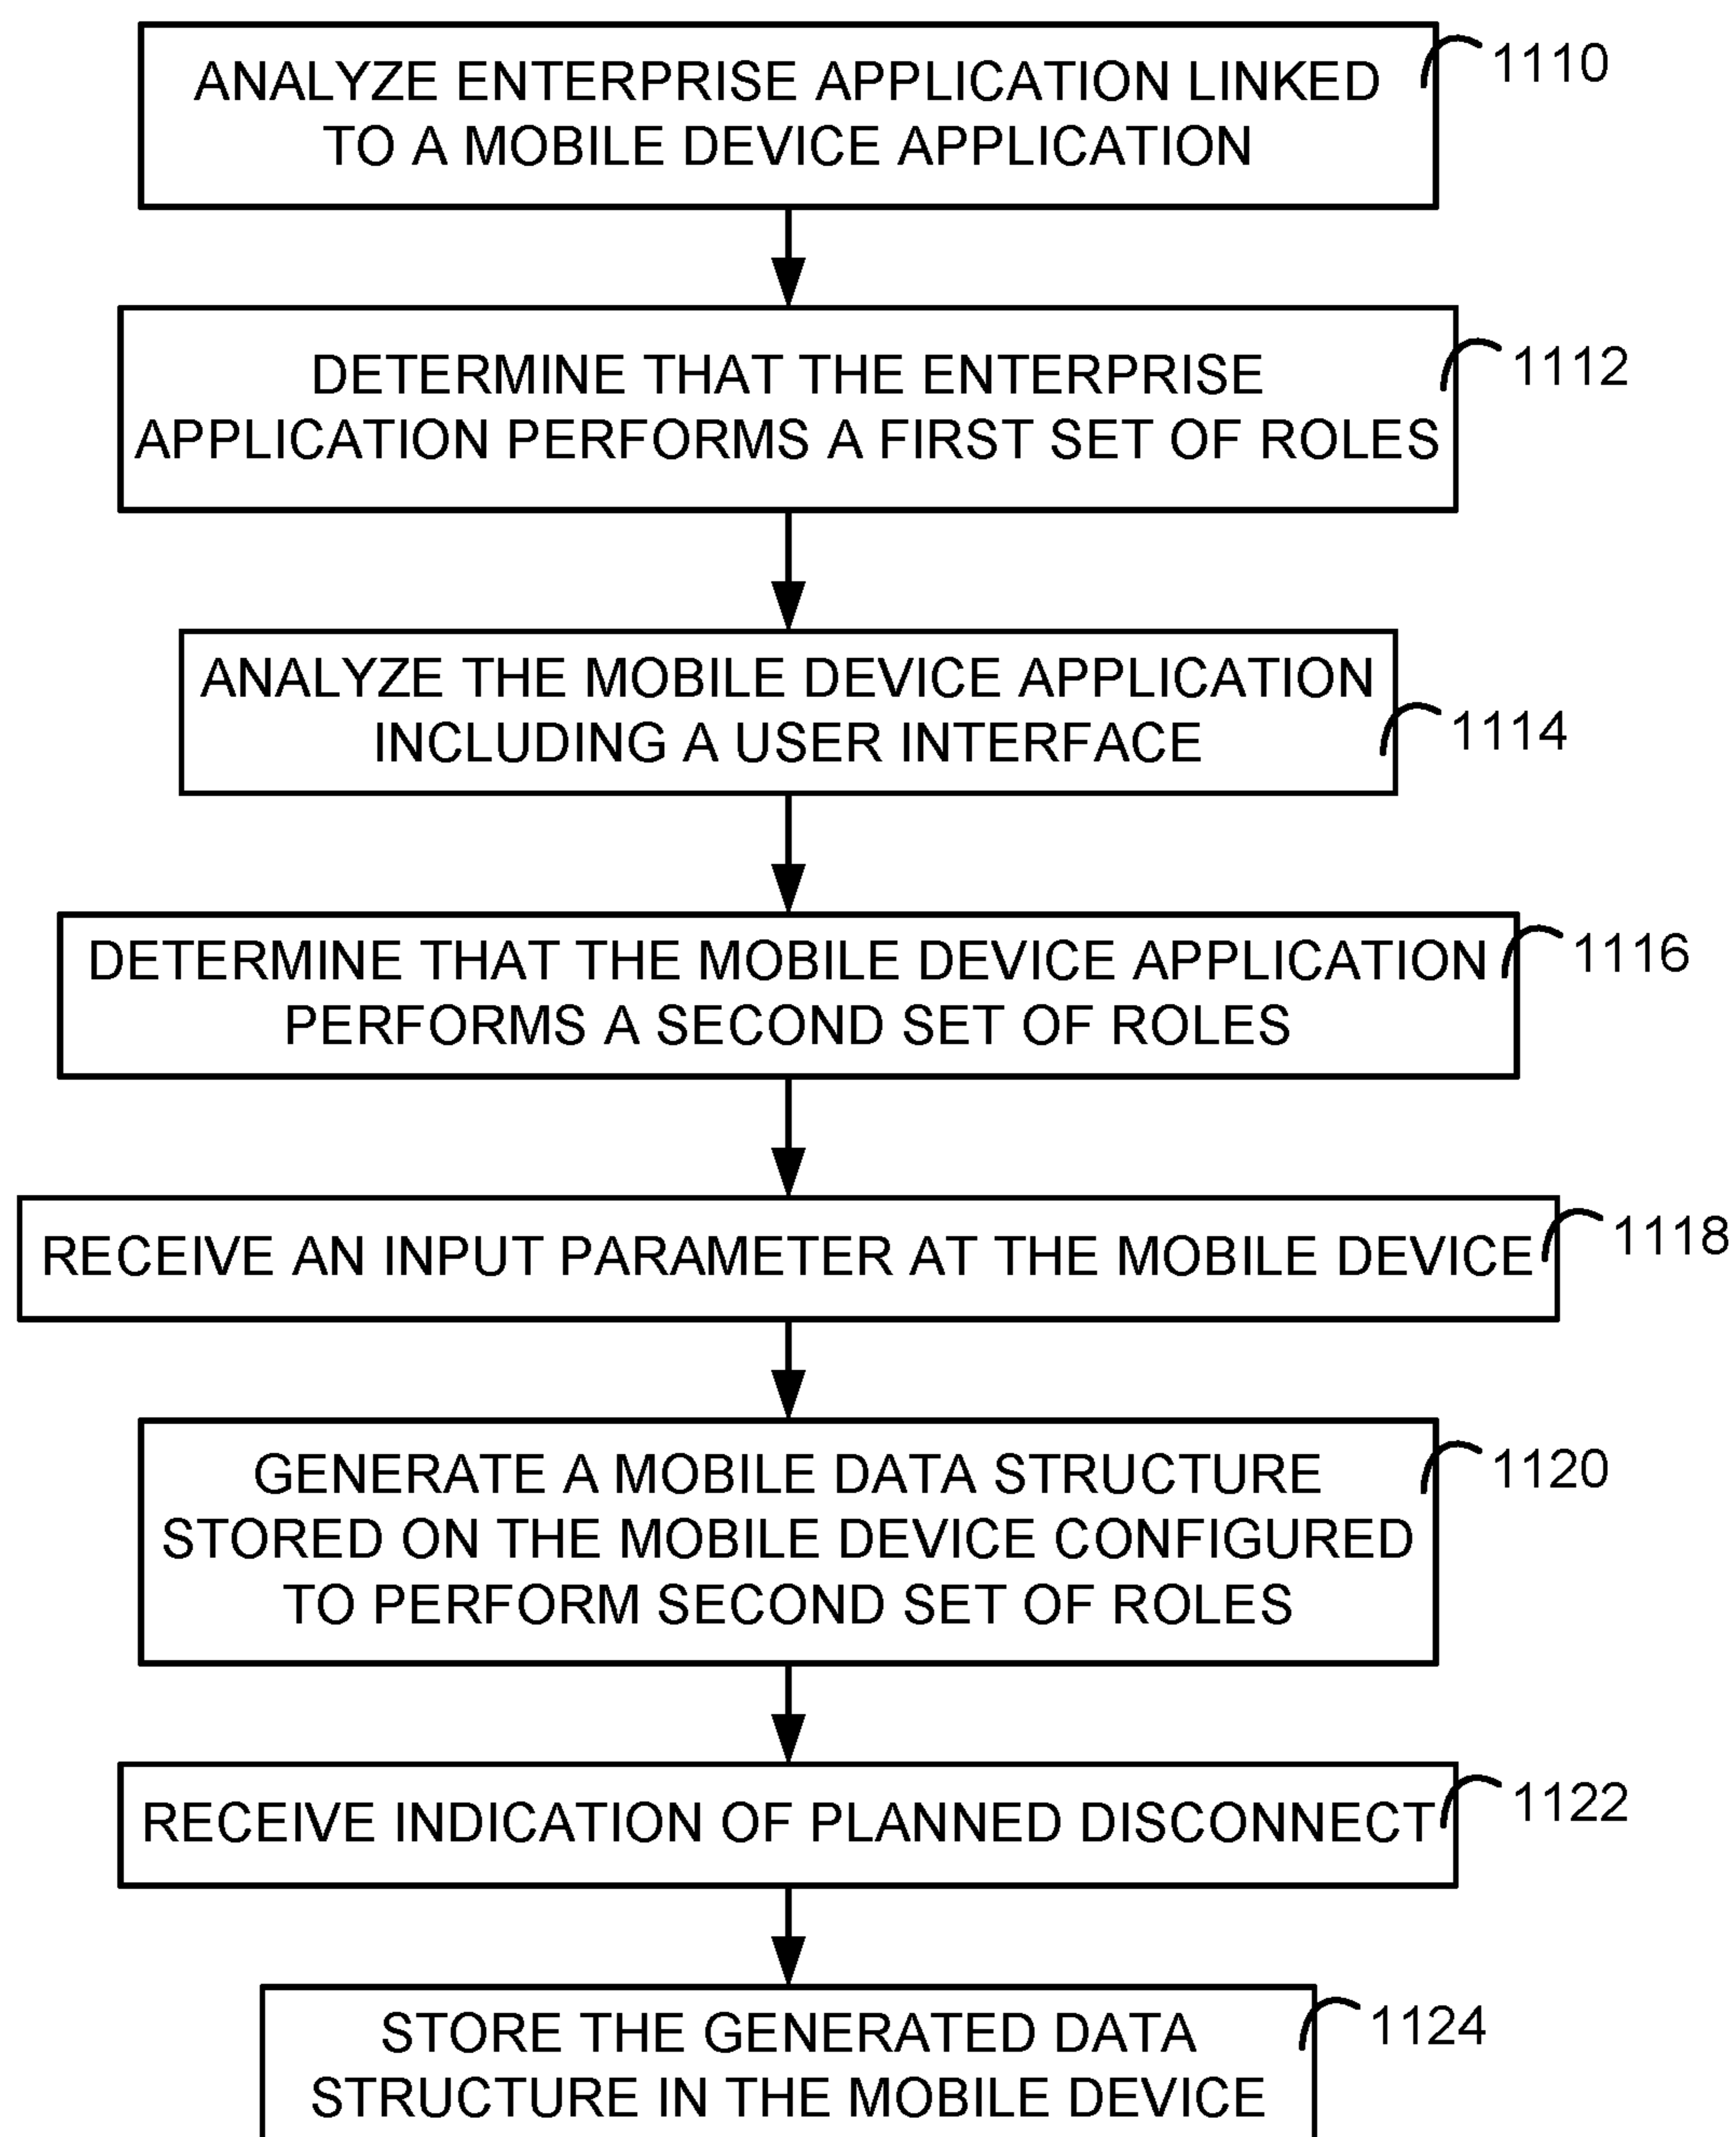 ANALYZE ENTERPRISE APPLICATION LINKED
TO A MOBILE DEVICE APPLICATION
1110
DETERMINE THAT THE ENTERPRISE
APPLICATION PERFORMS A FIRST SET OF ROLES
1112
ANALYZE THE MOBILE DEVICE APPLICATION
INCLUDING A USER INTERFACE
1114
DETERMINE THAT THE MOBILE DEVICE APPLICATION
PERFORMS A SECOND SET OF ROLES
1116
RECEIVE AN INPUT PARAMETER AT THE MOBILE DEVICE
1118
GENERATE A MOBILE DATA STRUCTURE
STORED ON THE MOBILE DEVICE CONFIGURED
TO PERFORM SECOND SET OF ROLES
1120
RECEIVE INDICATION OF PLANNED DISCONNECT
1122
STORE THE GENERATED DATA
STRUCTURE IN THE MOBILE DEVICE
1124